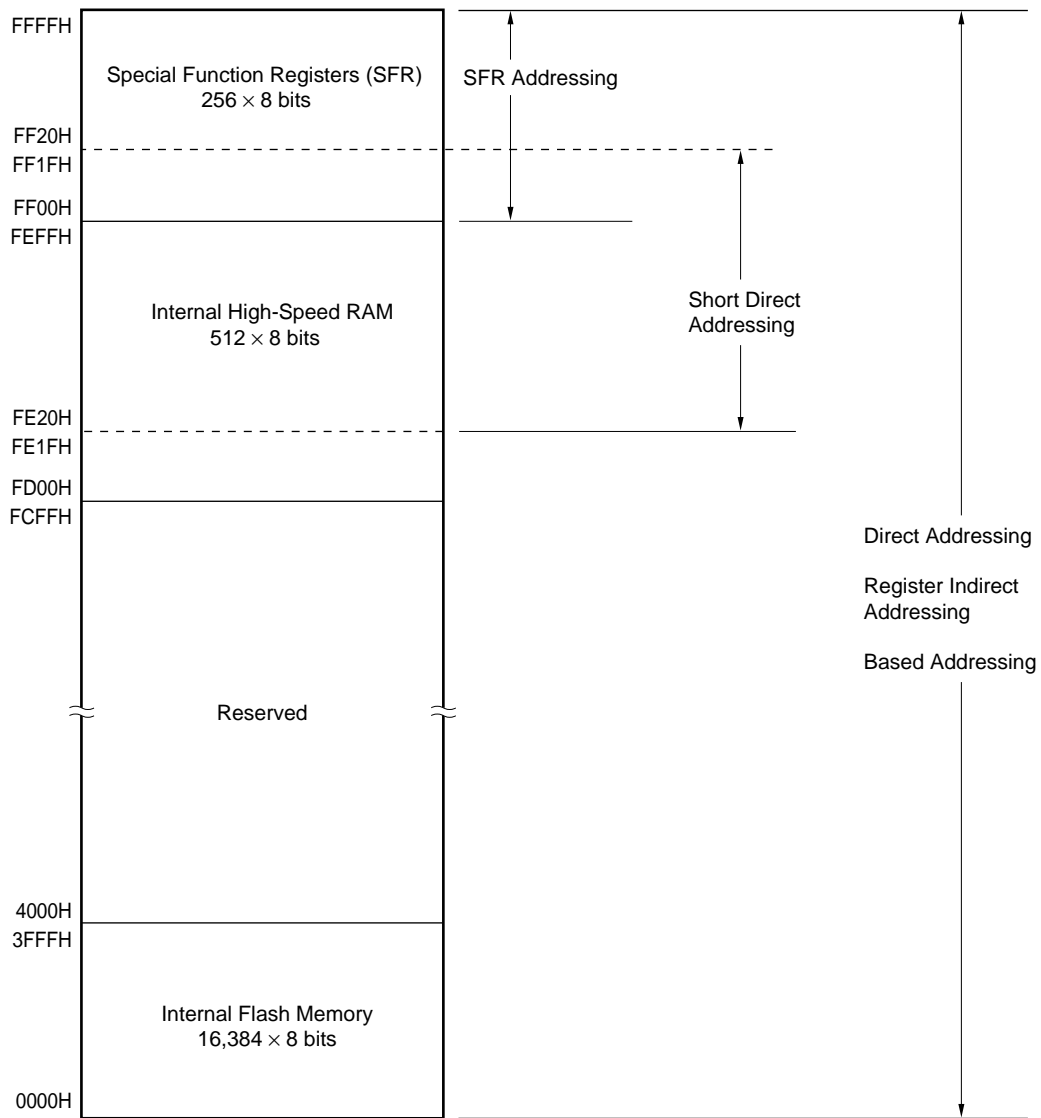 FFFFH
Special Function Registers (SFR)
256 × 8 bits
SFR Addressing
FF20H
FF1FH
FF00H
FEFFH
Internal High-Speed RAM
512 × 8 bits
Short Direct
Addressing
FE20H
FE1FH
FD00H
FCFFH
Direct Addressing
Register Indirect
Addressing
Based Addressing
Reserved
4000H
3FFFH
Internal Flash Memory
16,384 × 8 bits
0000H